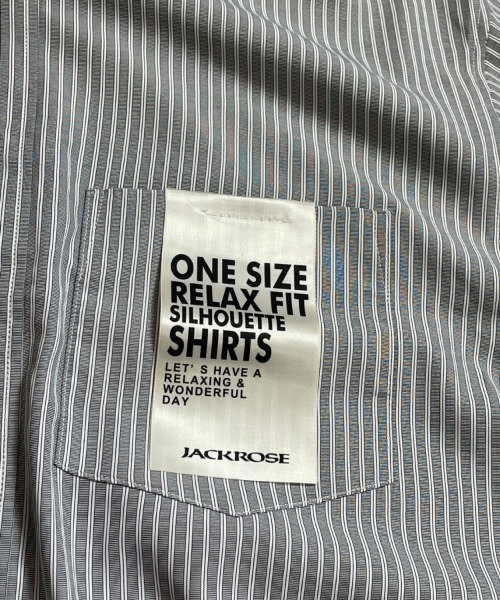 ONE SIZE
RELAX FIT
SILHOUETTE
SHIRTS
LET'S HAVE A
RELAXING &
WONDERFUL
DAY
JACKROSE